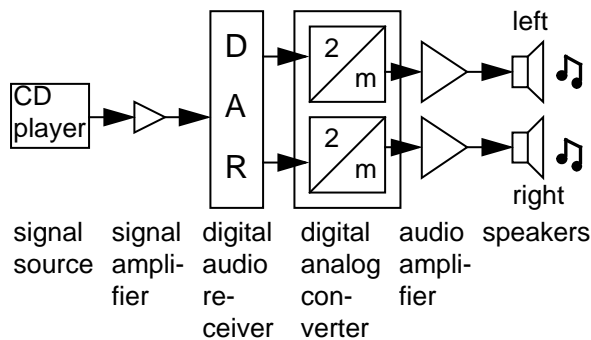 left
CD
player
D
A
R
2
m
2
m
right
signal
source
signal
ampli-
fier
digital
audio
re-
ceiver
digital
analog
con-
verter
audio
ampli-
fier
speakers